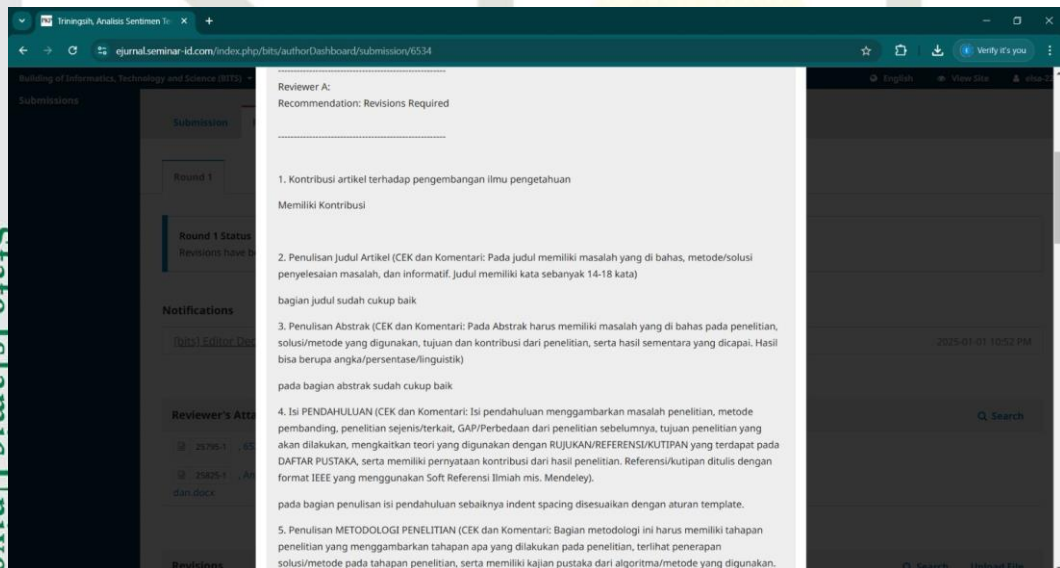 Triningsih, Analisis Sentimen Te
ejurnal.seminar-id.com/index.php/bits/authorDashboard/submission/6534
Verify it's you
Building of Informatics, Technology and Science (BITS)
English
View Site
Submissions
Submission
Round 1
Round 1 Status
Revisions have b
Notifications
[bits] Editor Dec
2025-01-01 10:52 PM
Reviewer's Atta
Search
25795-1
25825-1
dan.docx
Revisions
Search
Upload File
------------------------------------------------------
Reviewer A:
Recommendation: Revisions Required
------------------------------------------------------
1. Kontribusi artikel terhadap pengembangan ilmu pengetahuan
Memiliki Kontribusi
2. Penulisan Judul Artikel (CEK dan Komentari: Pada judul memiliki masalah yang di bahas, metode/solusi
penyelesaian masalah, dan informatif. Judul memiliki kata sebanyak 14-18 kata)
bagian judul sudah cukup baik
3. Penulisan Abstrak (CEK dan Komentari: Pada Abstrak harus memiliki masalah yang di bahas pada penelitian,
solusi/metode yang digunakan, tujuan dan kontribusi dari penelitian, serta hasil sementara yang dicapai. Hasil
bisa berupa angka/persentase/linguistik)
pada bagian abstrak sudah cukup baik
4. Isi PENDAHULUAN (CEK dan Komentari: Isi pendahuluan menggambarkan masalah penelitian, metode
pembanding, penelitian sejenis/terkait, GAP/Perbedaan dari penelitian sebelumnya, tujuan penelitian yang
akan dilakukan, mengkaitkan teori yang digunakan dengan RUJUKAN/REFERENSI/KUTIPAN yang terdapat pada
DAFTAR PUSTAKA, serta memiliki pernyataan kontribusi dari hasil penelitian. Referensi/kutipan ditulis dengan
format IEEE yang menggunakan Soft Referensi Ilmiah mis. Mendeley).
pada bagian penulisan isi pendahuluan sebaiknya indent spacing disesuaikan dengan aturan template.
5. Penulisan METODOLOGI PENELITIAN (CEK dan Komentari: Bagian metodologi ini harus memiliki tahapan
penelitian yang menggambarkan tahapan apa yang dilakukan pada penelitian, terlihat penerapan
solusi/metode pada tahapan penelitian, serta memiliki kajian pustaka dari algoritma/metode yang digunakan.